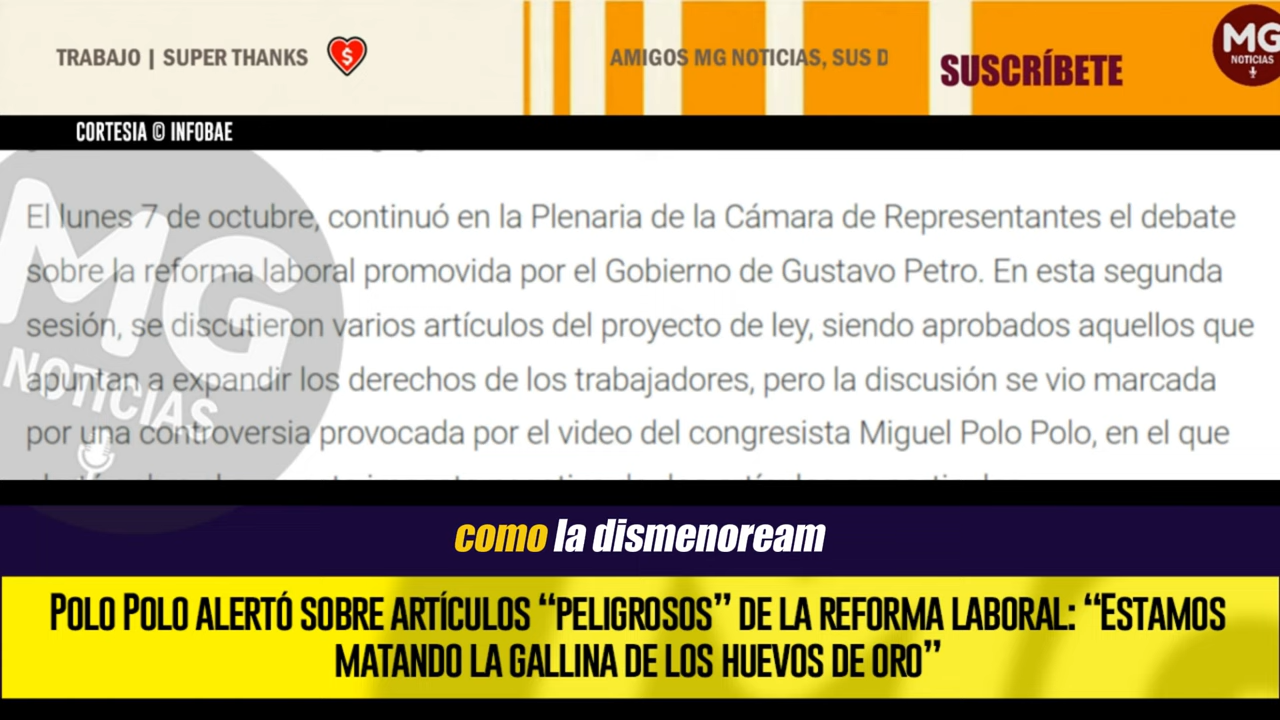 TRABAJO | SUPER THANKS
AMIGOS MG NOTICIAS, SUS D
SUSCRÍBETE
MG
NOTICIAS
CORTESIA © INFOBAE
El lunes 7 de octubre, continuó en la Plenaria de la Cámara de Representantes el debate
sobre la reforma laboral promovida por el Gobierno de Gustavo Petro. En esta segunda
sesión, se discutieron varios artículos del proyecto de ley, siendo aprobados aquellos que
apuntan a expandir los derechos de los trabajadores, pero la discusión se vio marcada
por una controversia provocada por el video del congresista Miguel Polo Polo, en el que
MG
NOTICIAS
como la dismenoream
POLO POLO ALERTÓ SOBRE ARTÍCULOS “PELIGROSOS” DE LA REFORMA LABORAL: “ESTAMOS
MATANDO LA GALLINA DE LOS HUEVOS DE ORO”